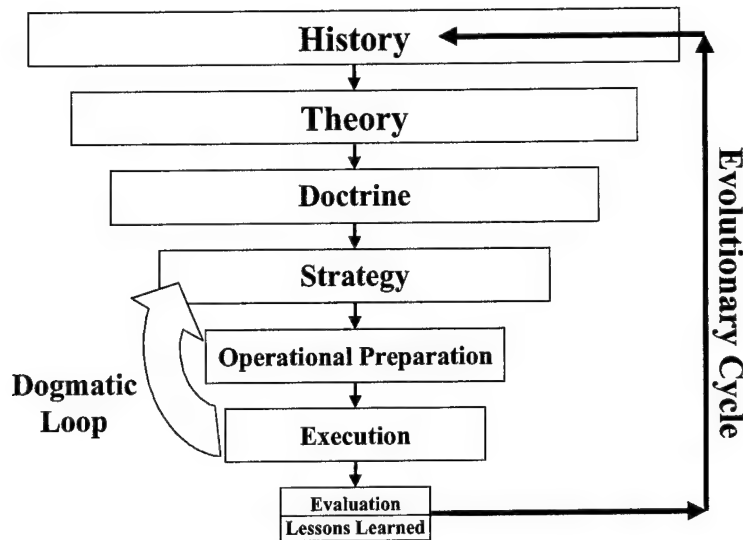 History
Theory
Doctrine
Strategy
Operational Preparation
Dogmatic
Loop
Execution
Evaluation
Lessons Learned
Evolutionary Cycle